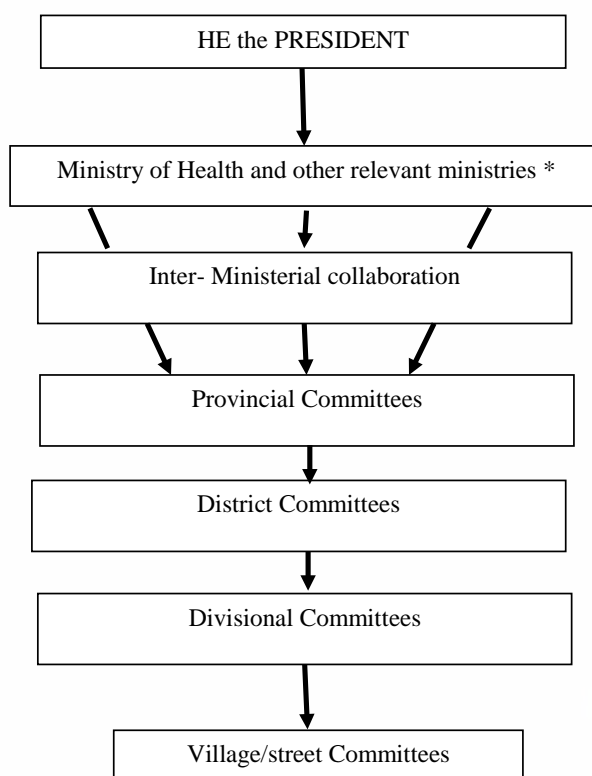 HE the PRESIDENT
Ministry of Health and other relevant ministries *
Inter- Ministerial collaboration
Provincial Committees
District Committees
Divisional Committees
Village/street Committees